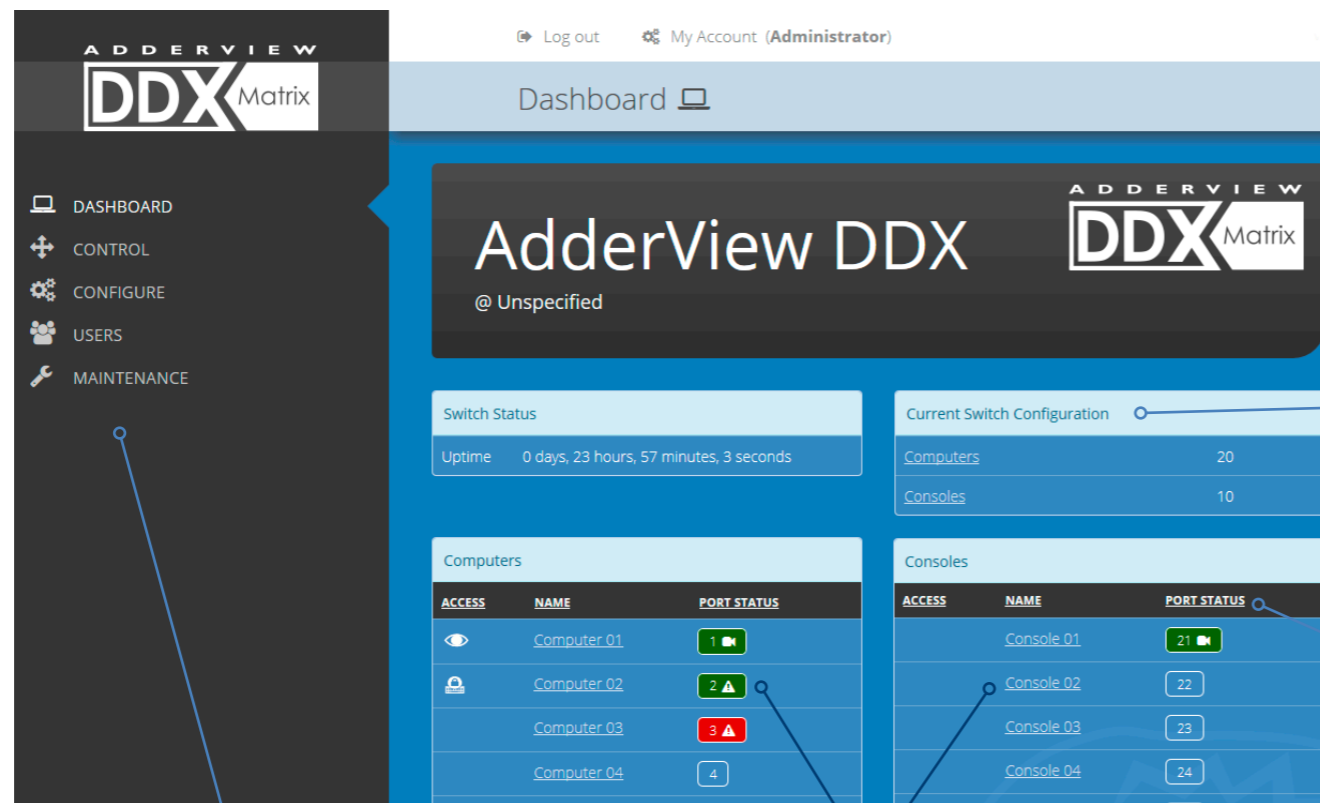 ADDERVIEW
DDX Matrix
Log out My Account (Administrator)
Dashboard
DASHBOARD
CONTROL
CONFIGURE
USERS
MAINTENANCE
AdderView DDX
@ Unspecified
ADDERVIEW
DDX Matrix
Switch Status
Uptime 0 days, 23 hours, 57 minutes, 3 seconds
Current Switch Configuration
Computers 20
Consoles 10
Computers
ACCESS NAME PORT STATUS
Computer 01 1
Computer 02 2
Computer 03 3
Computer 04 4
Consoles
ACCESS NAME PORT STATUS
Console 01 21
Console 02 22
Console 03 23
Console 04 24